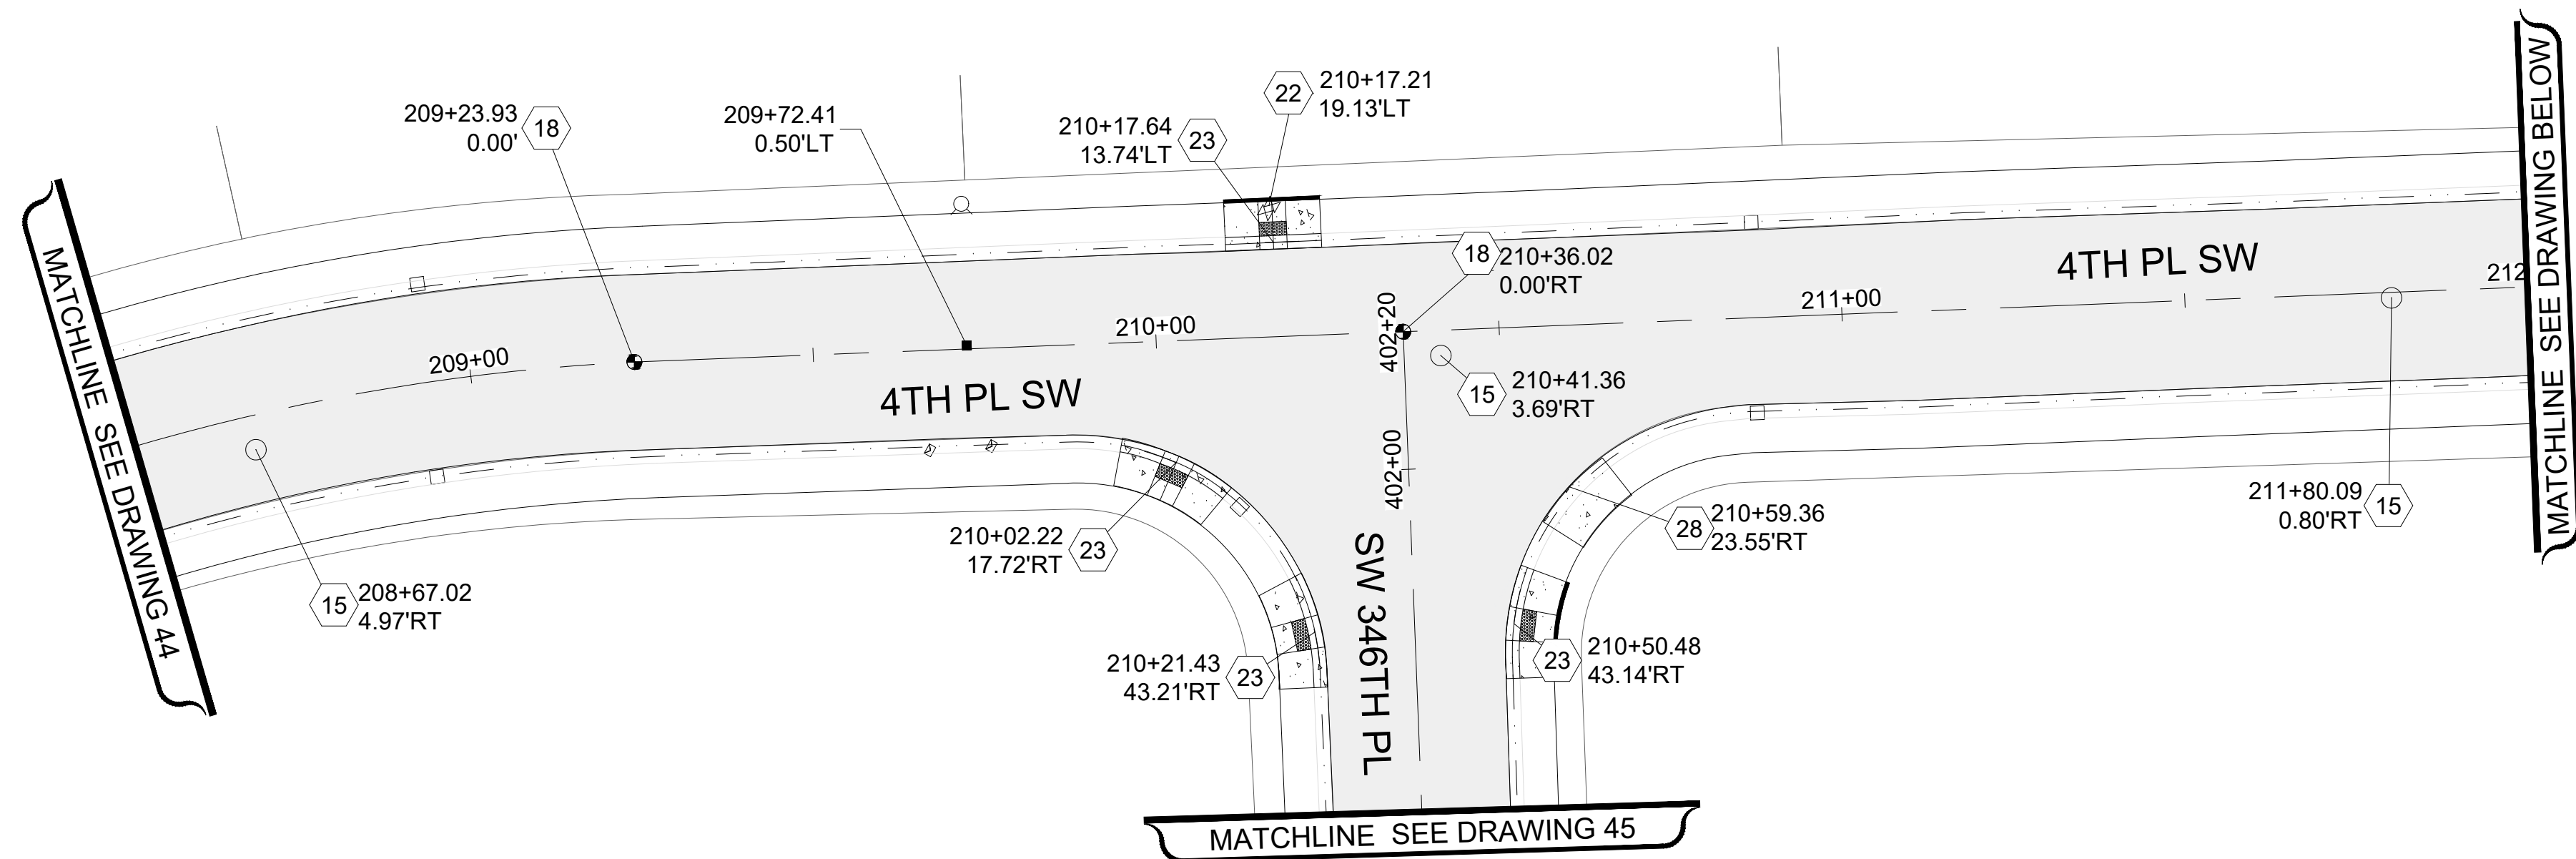 209+23.93
0.00'
18
209+72.41
0.50'LT
210+17.64
13.74'LT
23
22
210+17.21
19.13'LT
MATCHLINE  SEE DRAWING 44
209+00
4TH PL SW
210+00
402+20
402+00
18
210+36.02
0.00'RT
15
210+41.36
3.69'RT
211+00
4TH PL SW
212
MATCHLINE  SEE DRAWING BELOW
15
208+67.02
4.97'RT
210+02.22
17.72'RT
23
210+21.43
43.21'RT
23
SW 346TH PL
28
210+59.36
23.55'RT
23
210+50.48
43.14'RT
211+80.09
0.80'RT
15
MATCHLINE  SEE DRAWING 45